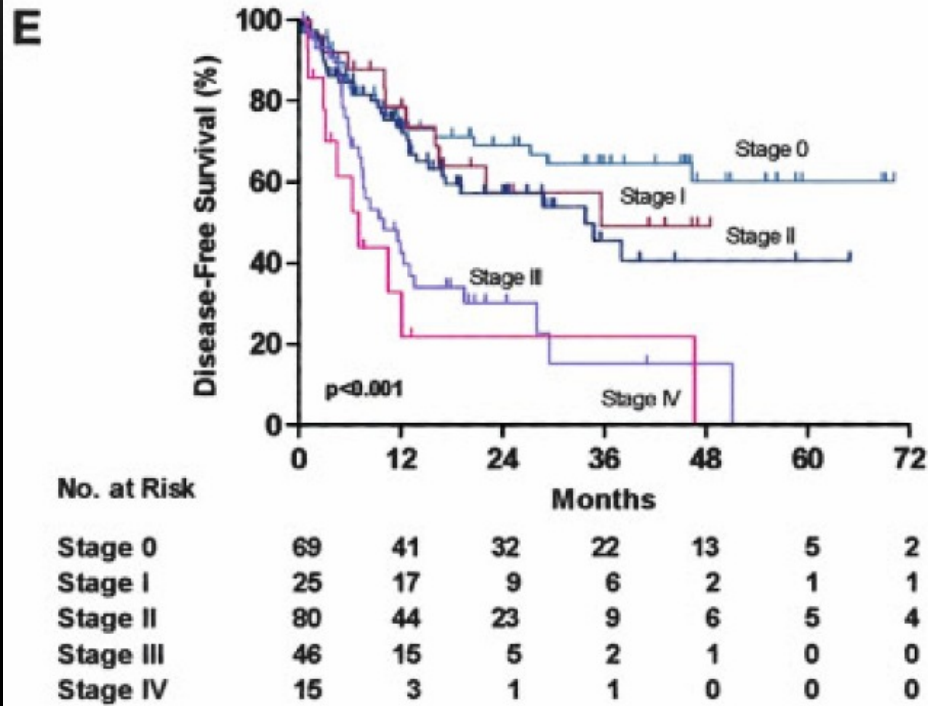 E
Disease-Free Survival (%)
100
80
60
40
20
0
Stage 0
Stage I
Stage II
Stage III
Stage IV
p<0.001
0 12 24 36 48 60 72
Months
No. at Risk
Stage 0 69 41 32 22 13 5 2
Stage I 25 17 9 6 2 1 1
Stage II 80 44 23 9 6 5 4
Stage III 46 15 5 2 1 0 0
Stage IV 15 3 1 1 0 0 0